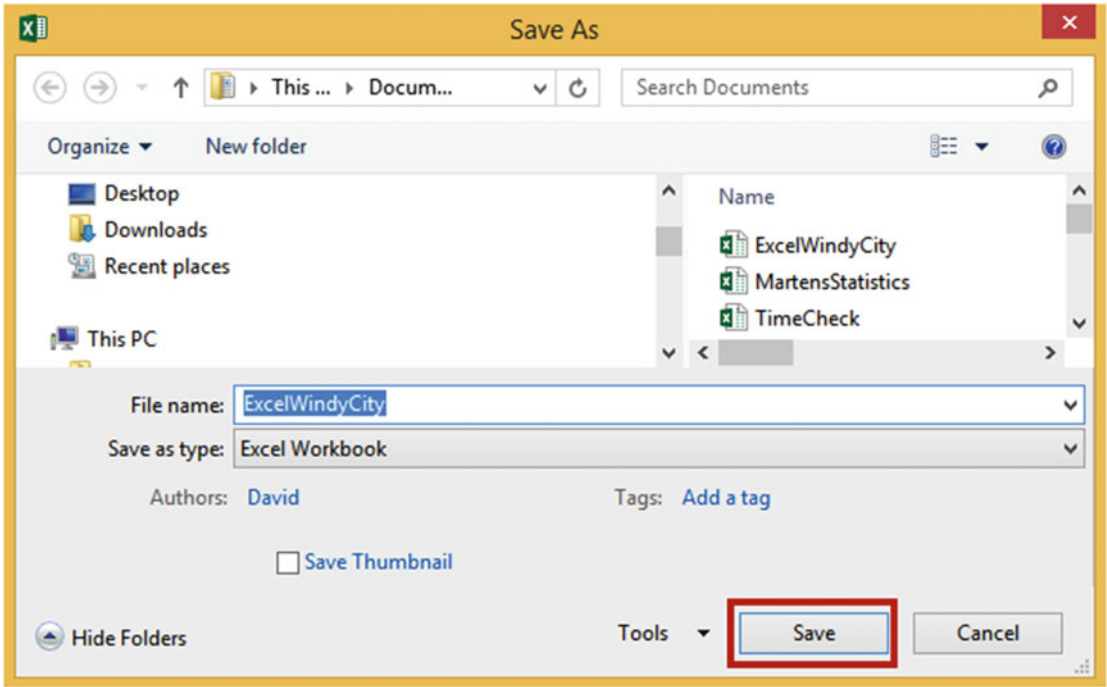 Save As
This ... Docum...
Search Documents
Organize
New folder
Desktop
Downloads
Recent places
This PC
Name
ExcelWindyCity
MartensStatistics
TimeCheck
File name: ExcelWindyCity
Save as type: Excel Workbook
Authors: David
Tags: Add a tag
Save Thumbnail
Hide Folders
Tools
Save
Cancel